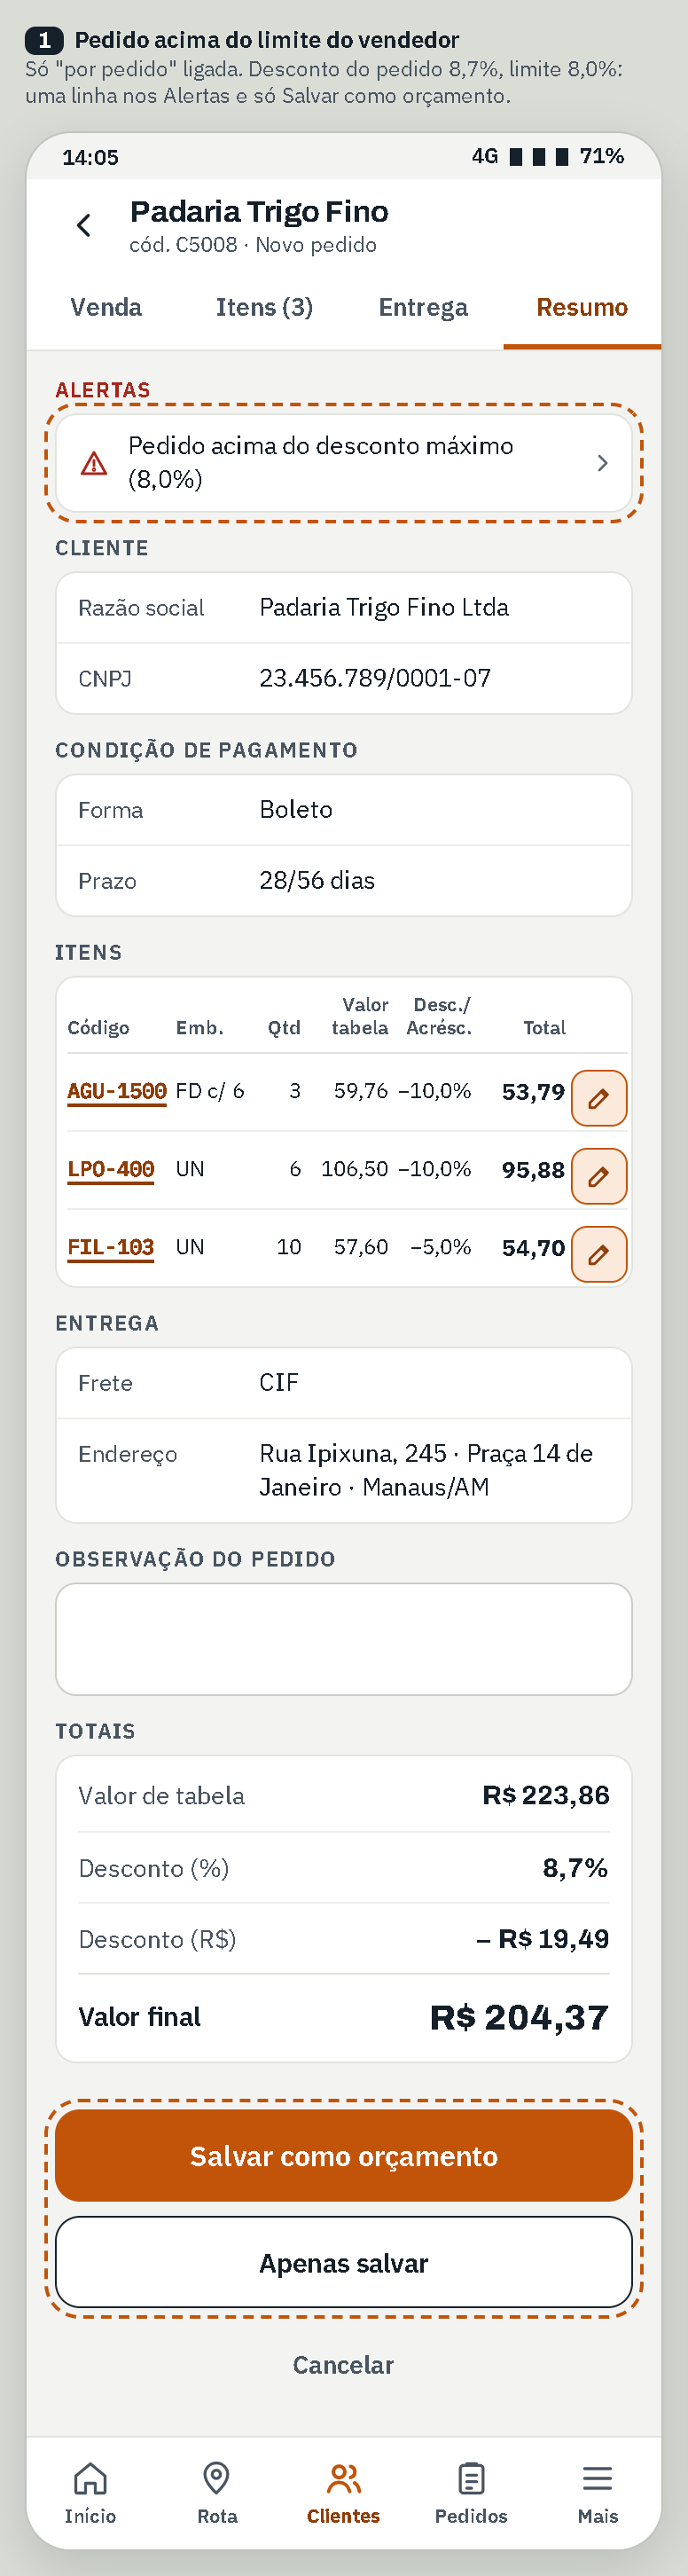 1 Pedido acima do limite do vendedor
Só "por pedido" ligada. Desconto do pedido 8,7%, limite 8,0%:
uma linha nos Alertas e só Salvar como orçamento.
14:05 4G 71%
Padaria Trigo Fino
cód. C5008 · Novo pedido
Venda Itens (3) Entrega Resumo
ALERTAS
Pedido acima do desconto máximo
(8,0%)
CLIENTE
Razão social Padaria Trigo Fino Ltda
CNPJ 23.456.789/0001-07
CONDIÇÃO DE PAGAMENTO
Forma Boleto
Prazo 28/56 dias
ITENS
Valor Desc./
Código Emb. Qtd tabela Acrésc. Total
AGU-1500 FD c/ 6 3 59,76 −10,0% 53,79
LPO-400 UN 6 106,50 −10,0% 95,88
FIL-103 UN 10 57,60 −5,0% 54,70
ENTREGA
Frete CIF
Endereço Rua Ipixuna, 245 · Praça 14 de
Janeiro · Manaus/AM
OBSERVAÇÃO DO PEDIDO
TOTAIS
Valor de tabela R$ 223,86
Desconto (%) 8,7%
Desconto (R$) − R$ 19,49
Valor final R$ 204,37
Salvar como orçamento
Apenas salvar
Cancelar
Início Rota Clientes Pedidos Mais